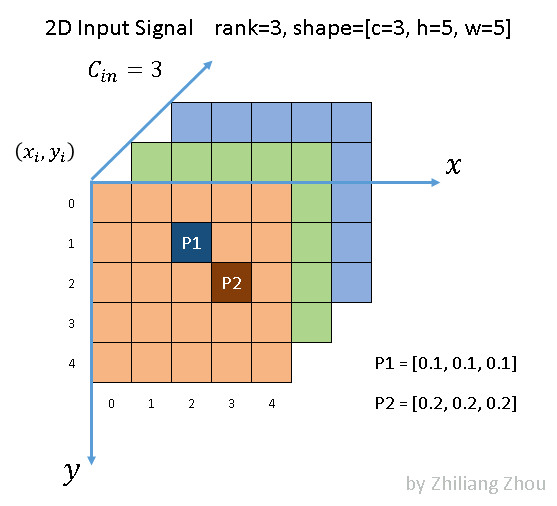 2D Input Signal rank=3, shape=[c=3, h=5, w=5]
C_in = 3
(x_i, y_i)
x
0
1
P1
2
P2
3
4
P1 = [0.1, 0.1, 0.1]
0 1 2 3 4
P2 = [0.2, 0.2, 0.2]
y
by Zhiliang Zhou